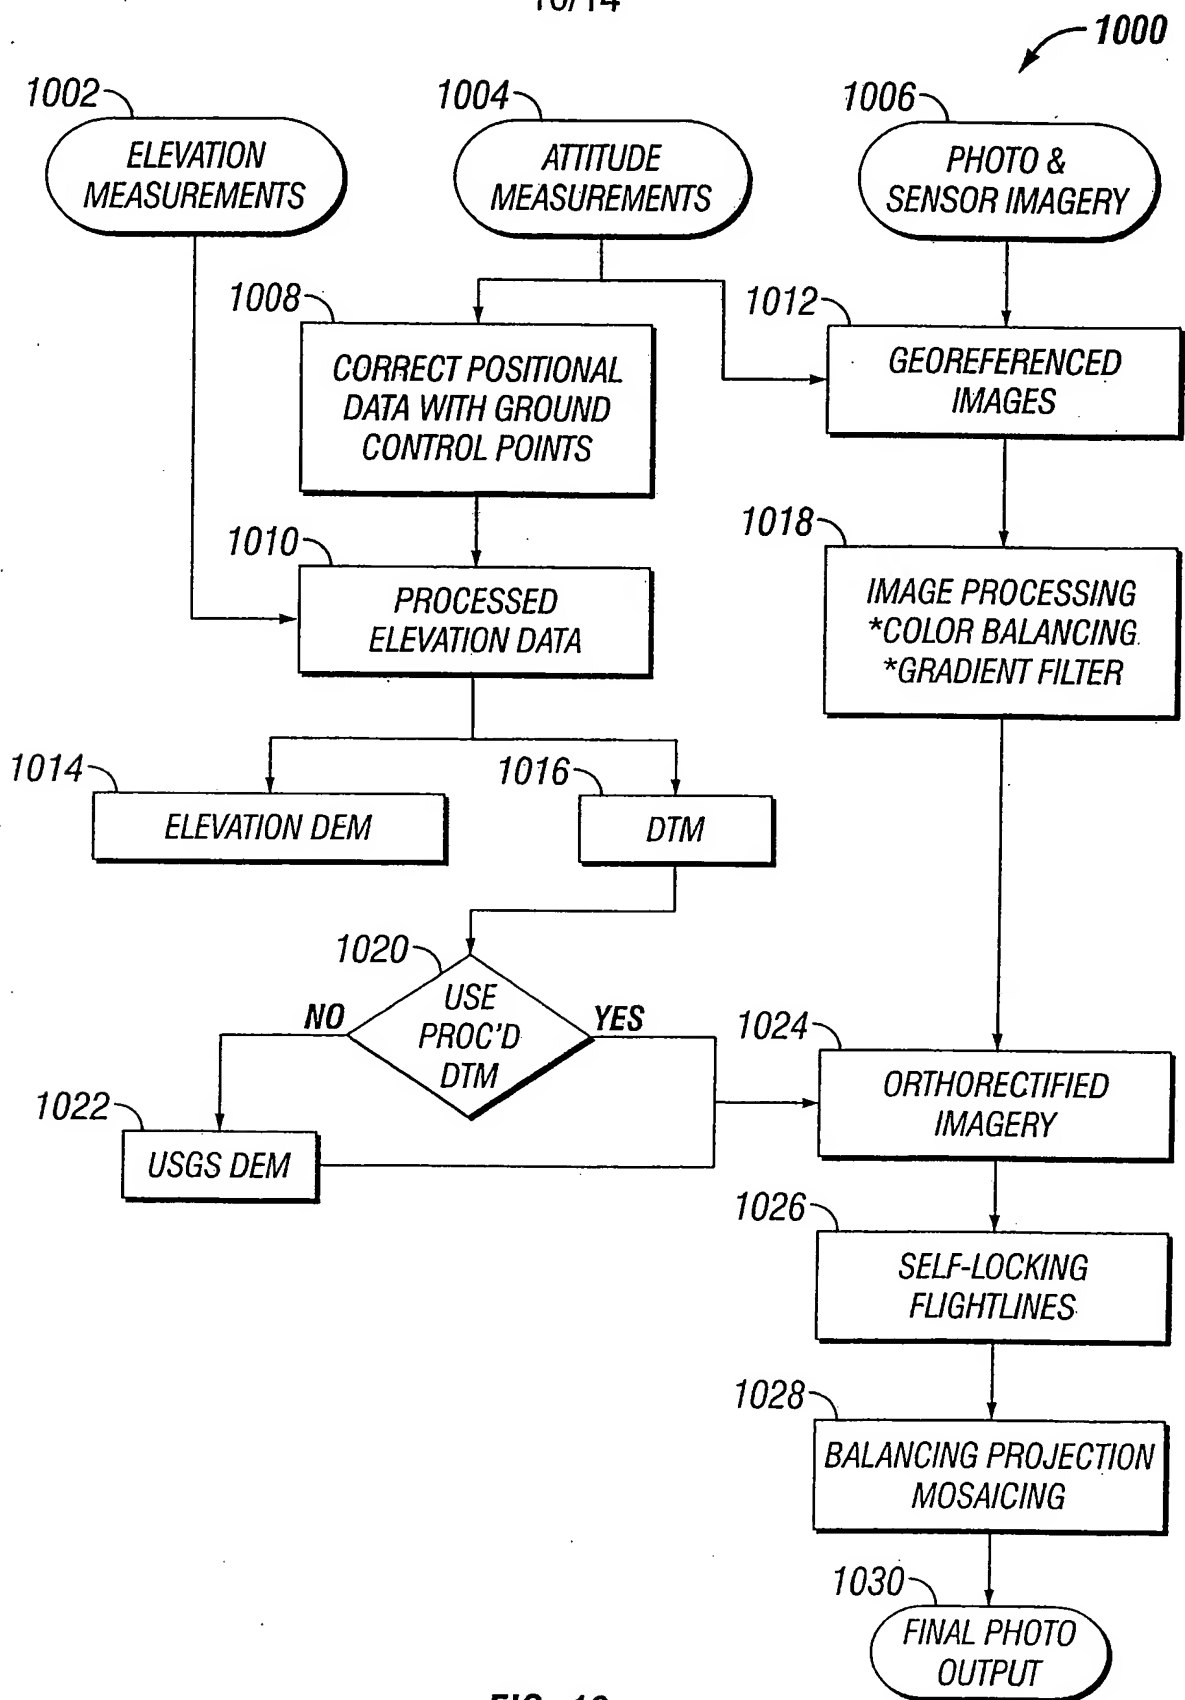 10/14
1000
1002
ELEVATION
MEASUREMENTS
1004
ATTITUDE
MEASUREMENTS
1006
PHOTO &
SENSOR IMAGERY
1008
CORRECT POSITIONAL
DATA WITH GROUND
CONTROL POINTS
1012
GEOREFERENCED
IMAGES
1010
PROCESSED
ELEVATION DATA
1018
IMAGE PROCESSING
*COLOR BALANCING
*GRADIENT FILTER
1014
ELEVATION DEM
1016
DTM
1020
USE
PROC'D
DTM
NO
YES
1022
USGS DEM
1024
ORTHORECTIFIED
IMAGERY
1026
SELF-LOCKING
FLIGHTLINES
1028
BALANCING PROJECTION
MOSAICING
1030
FINAL PHOTO
OUTPUT